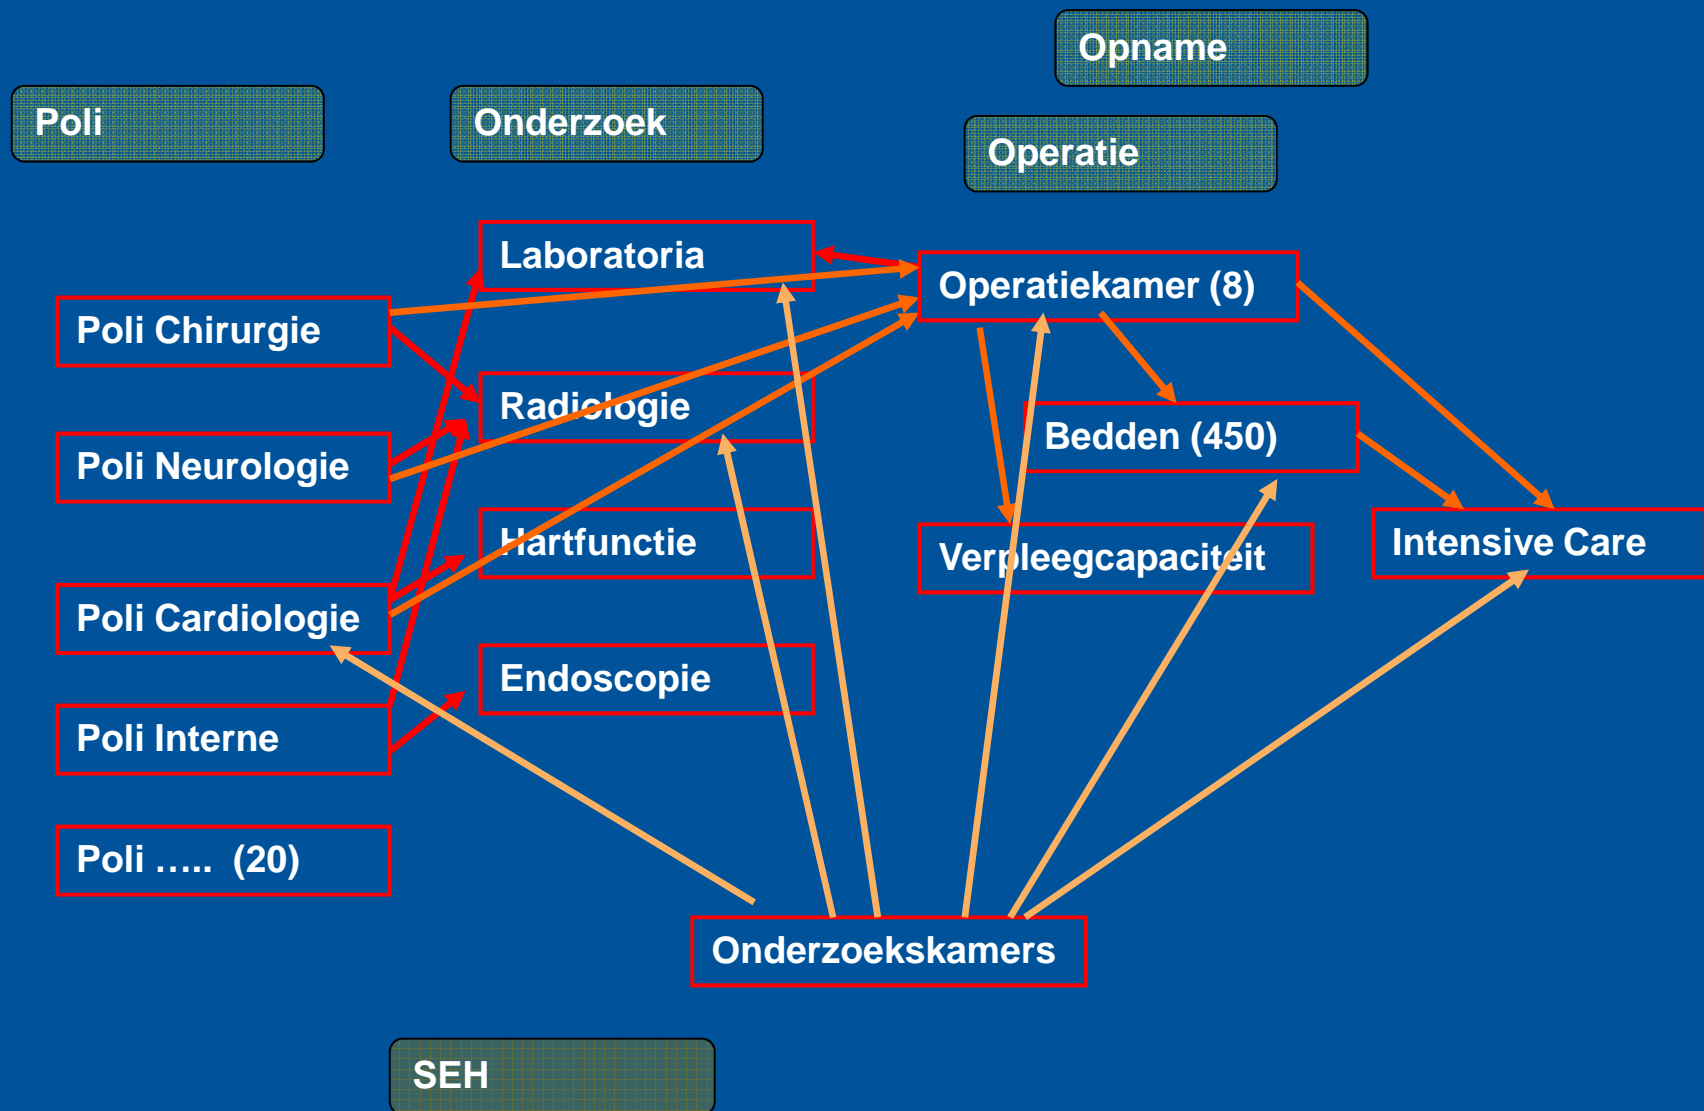 Opname
Poli
Onderzoek
Operatie
Laboratoria
Operatiekamer (8)
Poli Chirurgie
Radiologie
Bedden (450)
Poli Neurologie
Hartfunctie
Verpleegcapaciteit
Intensive Care
Poli Cardiologie
Endoscopie
Poli Interne
Poli ….. (20)
Onderzoekskamers
SEH